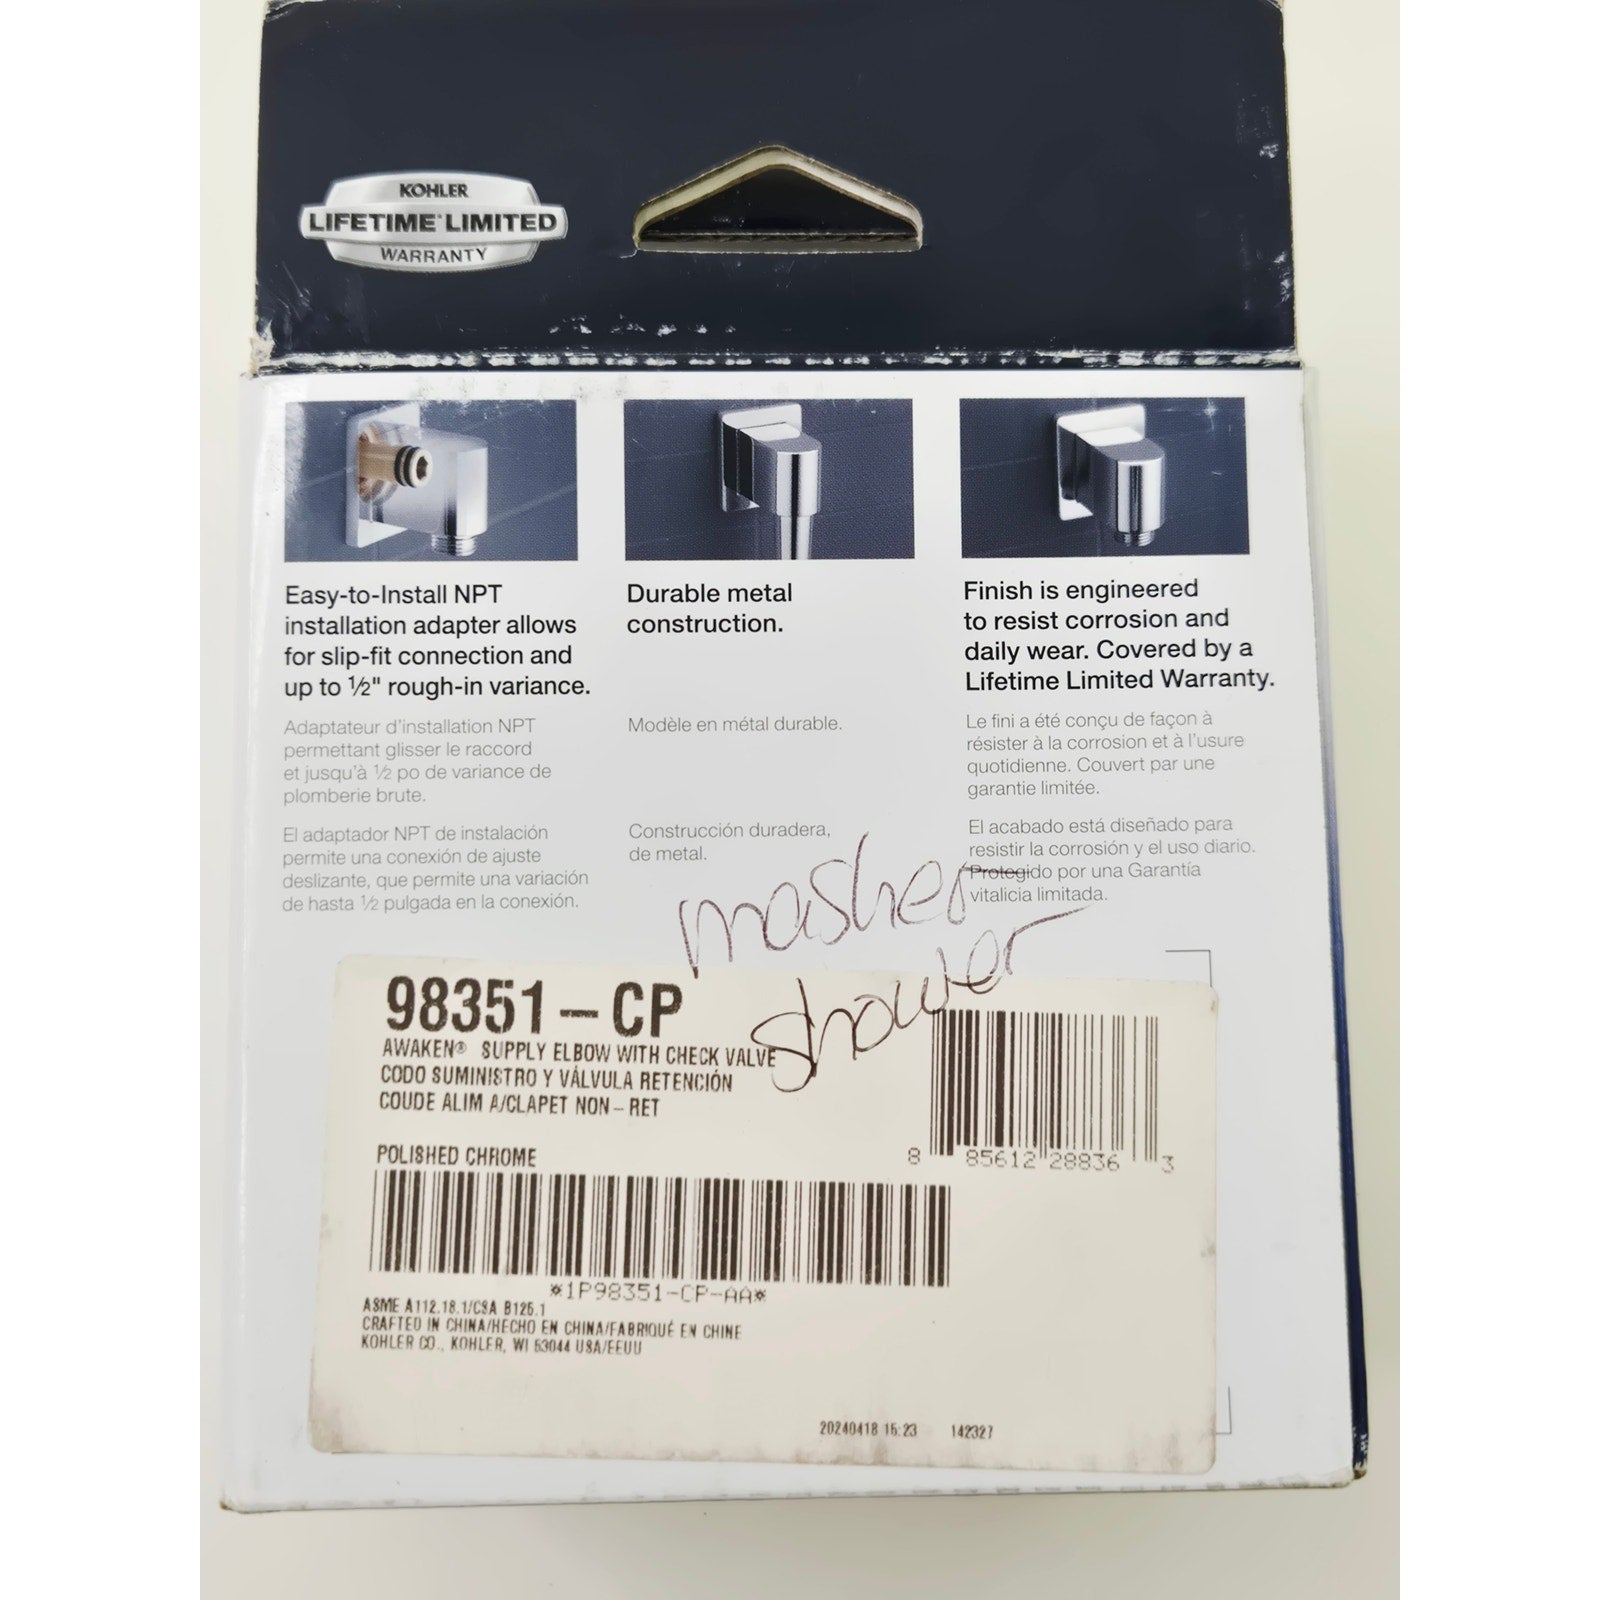 KOHLER
LIFETIME® LIMITED
WARRANTY
Easy-to-Install NPT
installation adapter allows
for slip-fit connection and
up to ½" rough-in variance.
Adaptateur d'installation NPT
permettant glisser le raccord
et jusqu'à ½ po de variance de
plomberie brute.
El adaptador NPT de instalación
permite una conexión de ajuste
deslizante, que permite una variación
de hasta ½ pulgada en la conexión.
Durable metal
construction.
Modèle en métal durable.
Construcción duradera,
de metal.
Finish is engineered
to resist corrosion and
daily wear. Covered by a
Lifetime Limited Warranty.
Le fini a été conçu de façon à
résister à la corrosion et à l'usure
quotidienne. Couvert par une
garantie limitée.
El acabado está diseñado para
resistir la corrosión y el uso diario.
Protegido por una Garantía
vitalicia limitada.
masher
shower
98351-CP
AWAKEN® SUPPLY ELBOW WITH CHECK VALVE
CODO SUMINISTRO Y VÁLVULA RETENCIÓN
COUDE ALIM A/CLAPET NON-RET
POLISHED CHROME
8 85612 28836 3
*1P98351-CP-AA*
ASME A112.18.1/CSA B125.1
CRAFTED IN CHINA/HECHO EN CHINA/FABRIQUÉ EN CHINE
KOHLER CO., KOHLER, WI 53044 USA/EEUU
20240418 15:23 142327